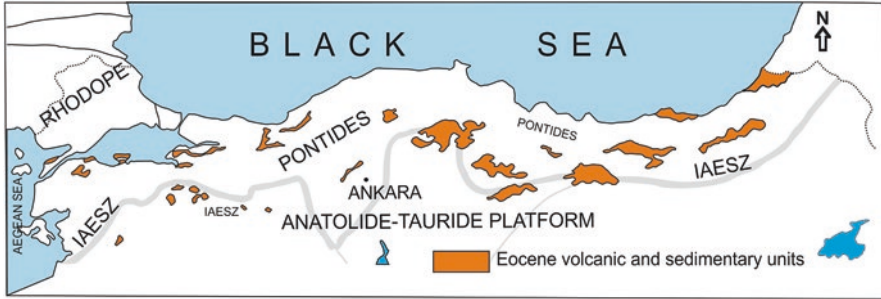 BLACK SEA
N
RHODOPE
PONTIDES
PONTIDES
AEGEAN SEA
IAESZ
IAESZ
IAESZ
ANKARA
ANATOLIDE-TAURIDE PLATFORM
Eocene volcanic and sedimentary units